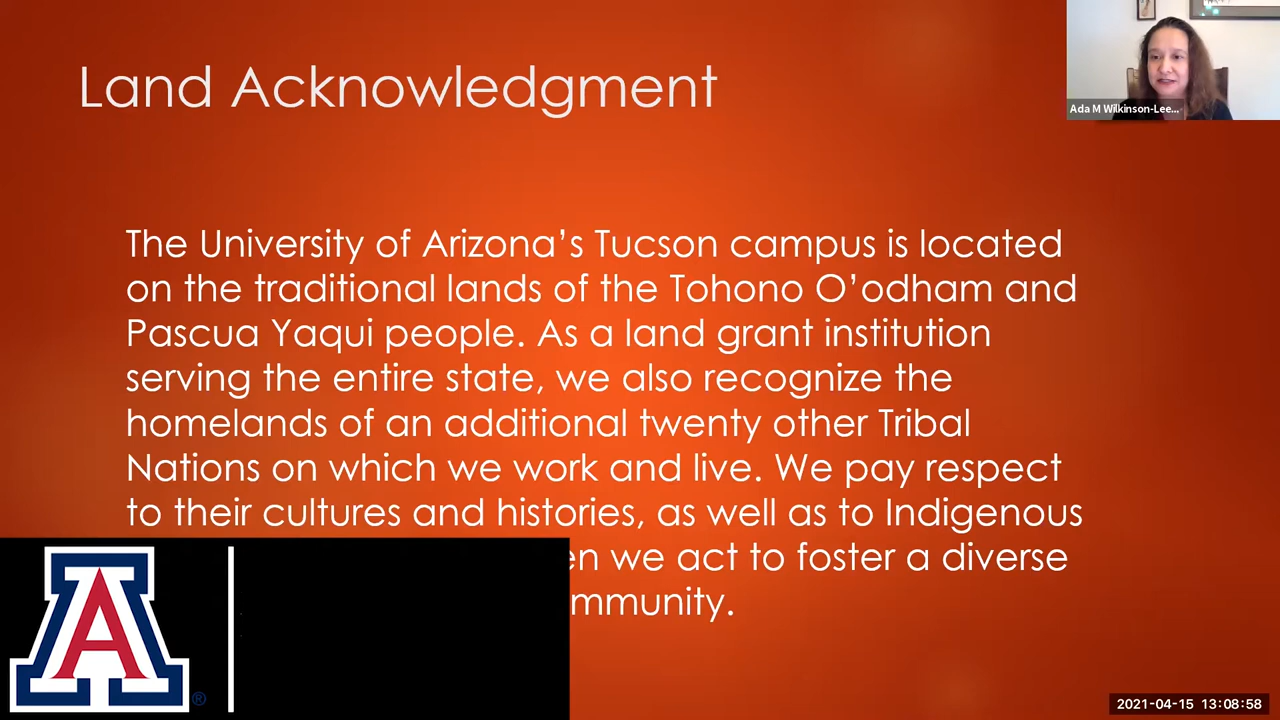 Land Acknowledgment
Ada M Wilkinson-Lee...
The University of Arizona’s Tucson campus is located
on the traditional lands of the Tohono O’odham and
Pascua Yaqui people. As a land grant institution
serving the entire state, we also recognize the
homelands of an additional twenty other Tribal
Nations on which we work and live. We pay respect
to their cultures and histories, as well as to Indigenous
we act to foster a diverse
A
®
2021-04-15 13:08:58